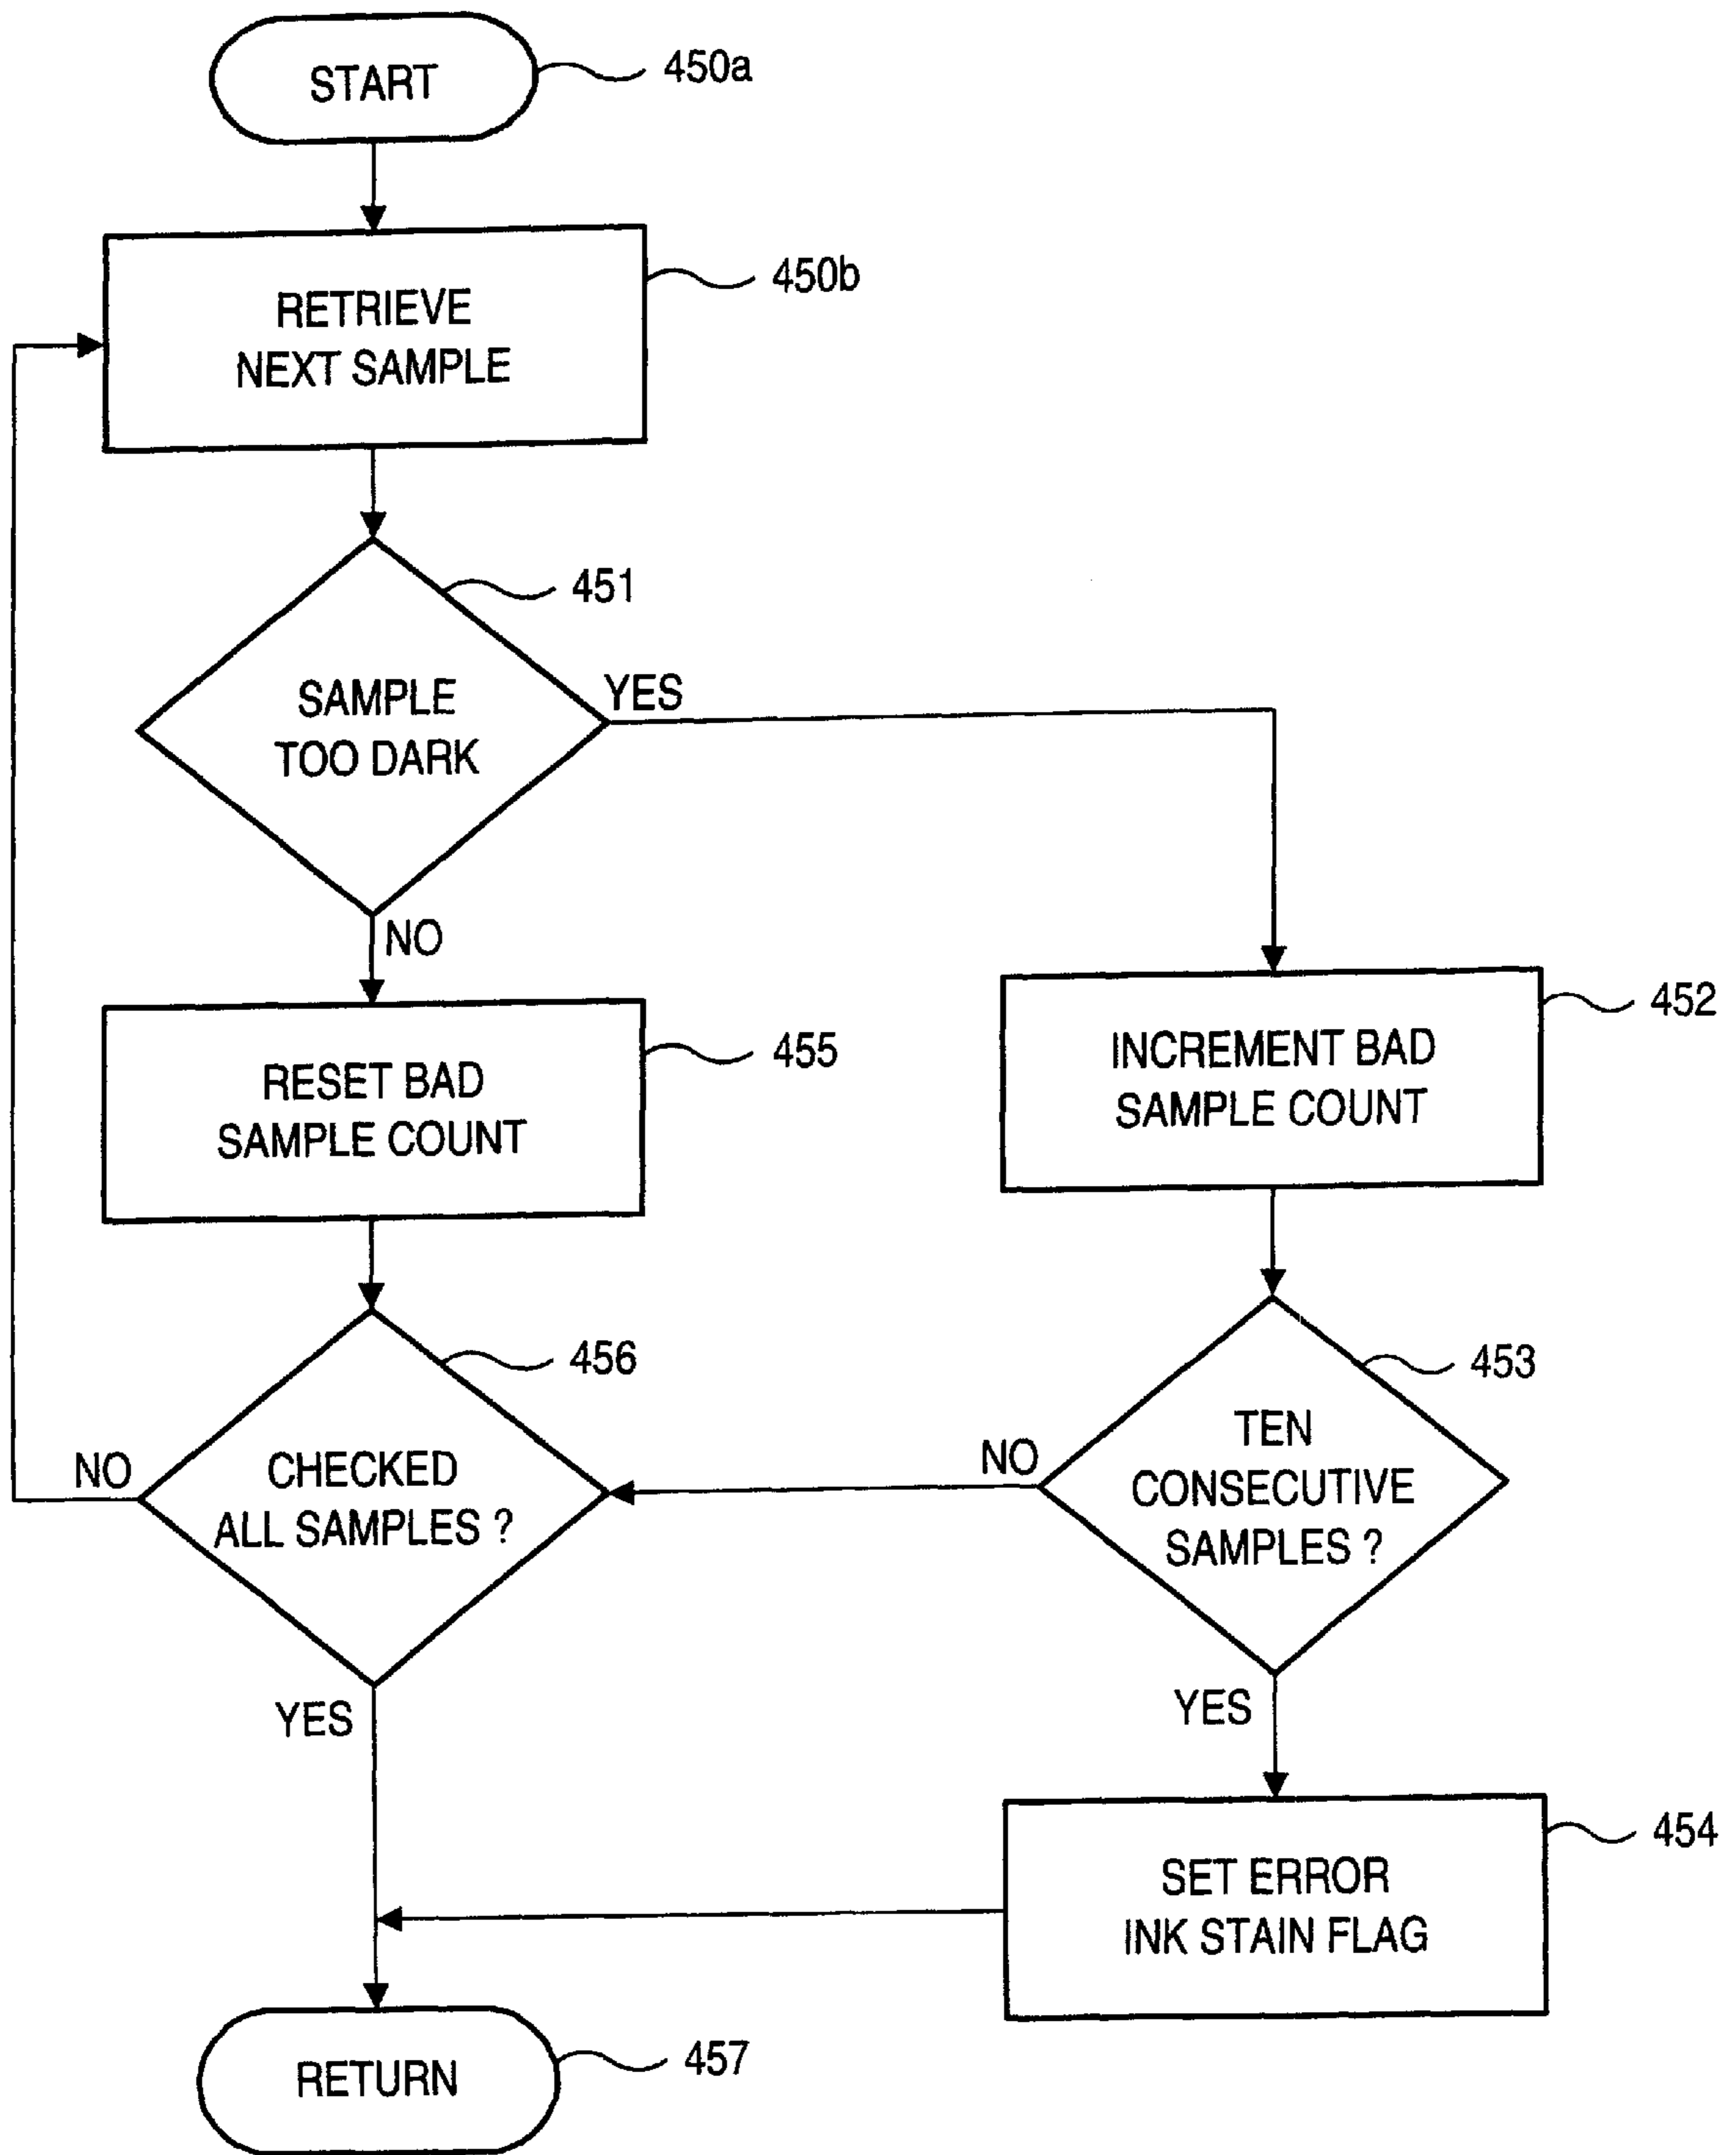 START
450a
RETRIEVE
NEXT SAMPLE
450b
SAMPLE
TOO DARK
451
YES
NO
RESET BAD
SAMPLE COUNT
455
INCREMENT BAD
SAMPLE COUNT
452
CHECKED
ALL SAMPLES ?
456
NO
YES
TEN
CONSECUTIVE
SAMPLES ?
453
NO
YES
SET ERROR
INK STAIN FLAG
454
RETURN
457